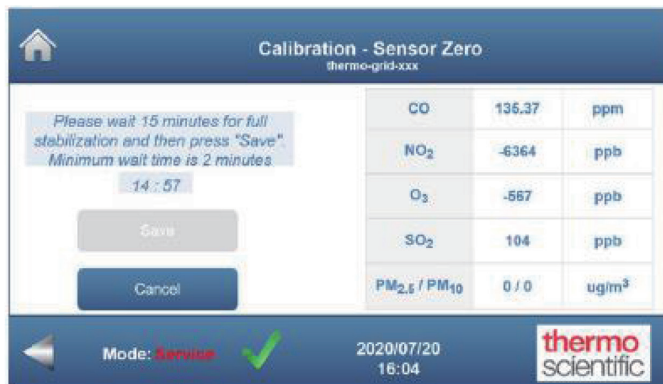 Calibration - Sensor Zero
thermo-grid-xxx
Please wait 15 minutes for full
stabilization and then press "Save".
Minimum wait time is 2 minutes
14 : 57
Save
Cancel
CO 135.37 ppm
NO₂ -6364 ppb
O₃ -567 ppb
SO₂ 104 ppb
PM₂.₅ / PM₁₀ 0 / 0 ug/m³
Mode: Service
2020/07/20
16:04
thermo
scientific